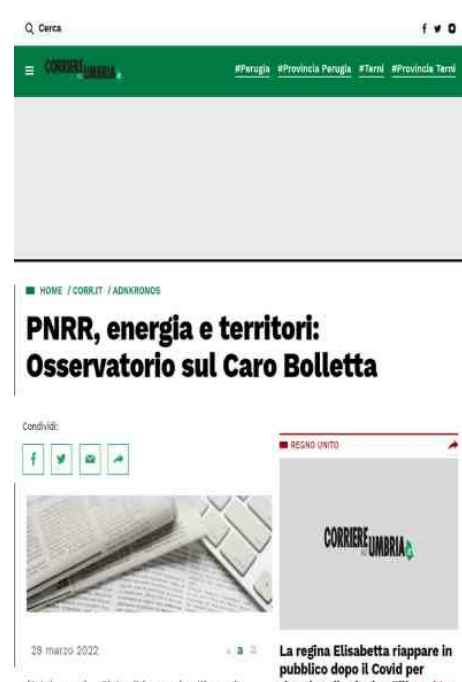 Cerca
CORRIERE DELL'UMBRIA
#Perugia #Provincia Perugia #Terni #Provincia Terni
HOME / CORR.IT / ADNKRONOS
PNRR, energia e territori:
Osservatorio sul Caro Bolletta
Condividi:
29 marzo 2022
a a a
REGNO UNITO
CORRIERE UMBRIA
La regina Elisabetta riappare in
pubblico dopo il Covid per